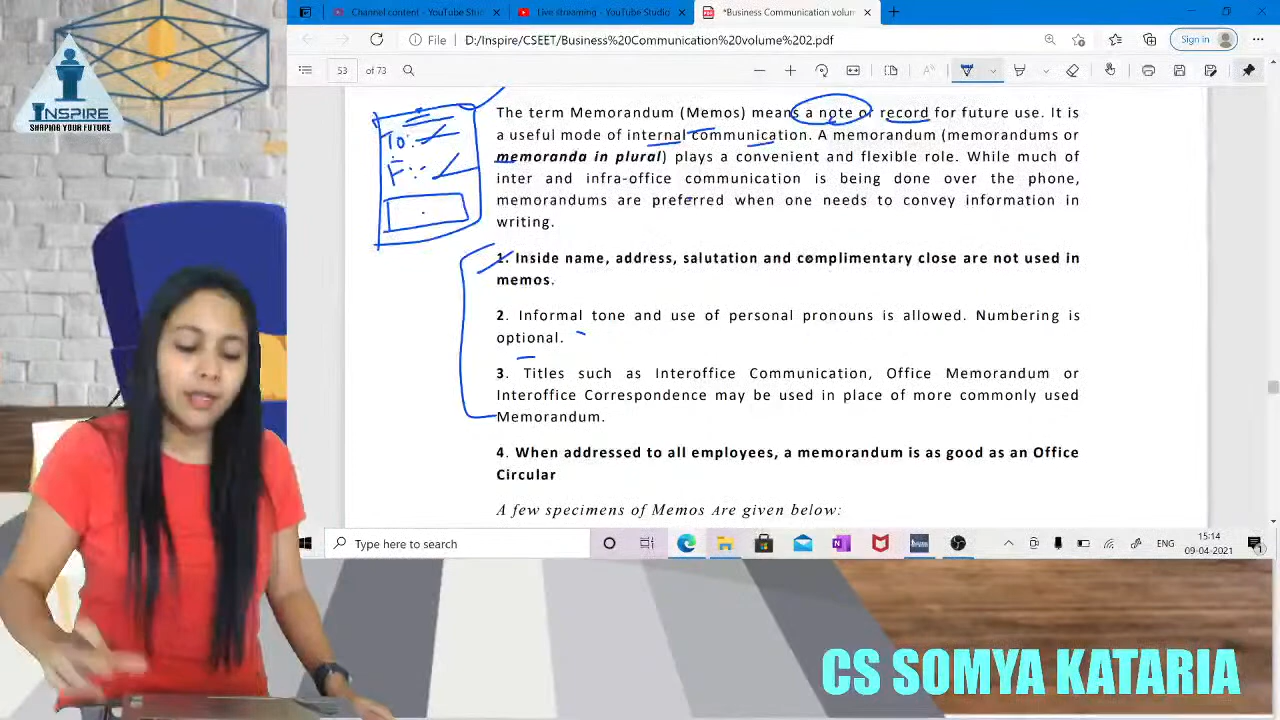 Channel content - YouTube Stu
Live streaming - YouTube Studio
*Business Communication volum
File D:/Inspire/CSEET/Business%20Communication%20volume%202.pdf
Sign in
53 of 73
INSPIRE
SHAPING YOUR FUTURE
The term Memorandum (Memos) means a note or record for future use. It is
a useful mode of internal communication. A memorandum (memorandums or
memoranda in plural) plays a convenient and flexible role. While much of
inter and infra-office communication is being done over the phone,
memorandums are preferred when one needs to convey information in
writing.
To:
F:-
1. Inside name, address, salutation and complimentary close are not used in
memos.
2. Informal tone and use of personal pronouns is allowed. Numbering is
optional.
3. Titles such as Interoffice Communication, Office Memorandum or
Interoffice Correspondence may be used in place of more commonly used
Memorandum.
4. When addressed to all employees, a memorandum is as good as an Office
Circular
A few specimens of Memos Are given below:
Type here to search
ENG
15:14
09-04-2021
CS SOMYA KATARIA